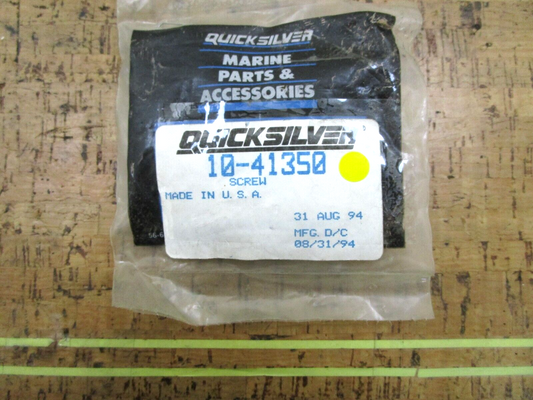 QUICKSILVER
MARINE
PARTS &
ACCESSORIES
QUICKSILVER
10-41350
SCREW
MADE IN U.S.A.
31 AUG 94
MFG. D/C
08/31/94